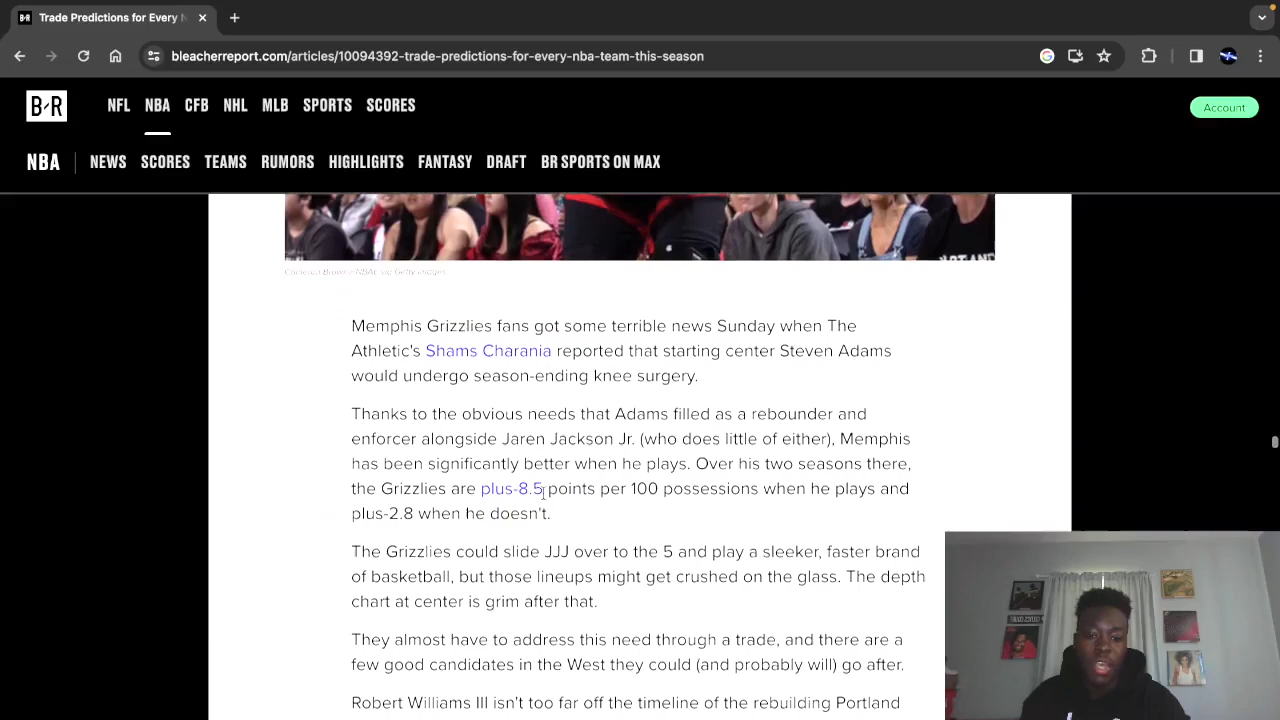 B/R Trade Predictions for Every N
bleacherreport.com/articles/10094392-trade-predictions-for-every-nba-team-this-season
B/R NFL NBA CFB NHL MLB SPORTS SCORES
Account
NBA NEWS SCORES TEAMS RUMORS HIGHLIGHTS FANTASY DRAFT BR SPORTS ON MAX
Cameron Browne/NBAE via Getty Images
Memphis Grizzlies fans got some terrible news Sunday when The
Athletic's Shams Charania reported that starting center Steven Adams
would undergo season-ending knee surgery.
Thanks to the obvious needs that Adams filled as a rebounder and
enforcer alongside Jaren Jackson Jr. (who does little of either), Memphis
has been significantly better when he plays. Over his two seasons there,
the Grizzlies are plus-8.5 points per 100 possessions when he plays and
plus-2.8 when he doesn't.
The Grizzlies could slide JJJ over to the 5 and play a sleeker, faster brand
of basketball, but those lineups might get crushed on the glass. The depth
chart at center is grim after that.
They almost have to address this need through a trade, and there are a
few good candidates in the West they could (and probably will) go after.
Robert Williams III isn't too far off the timeline of the rebuilding Portland